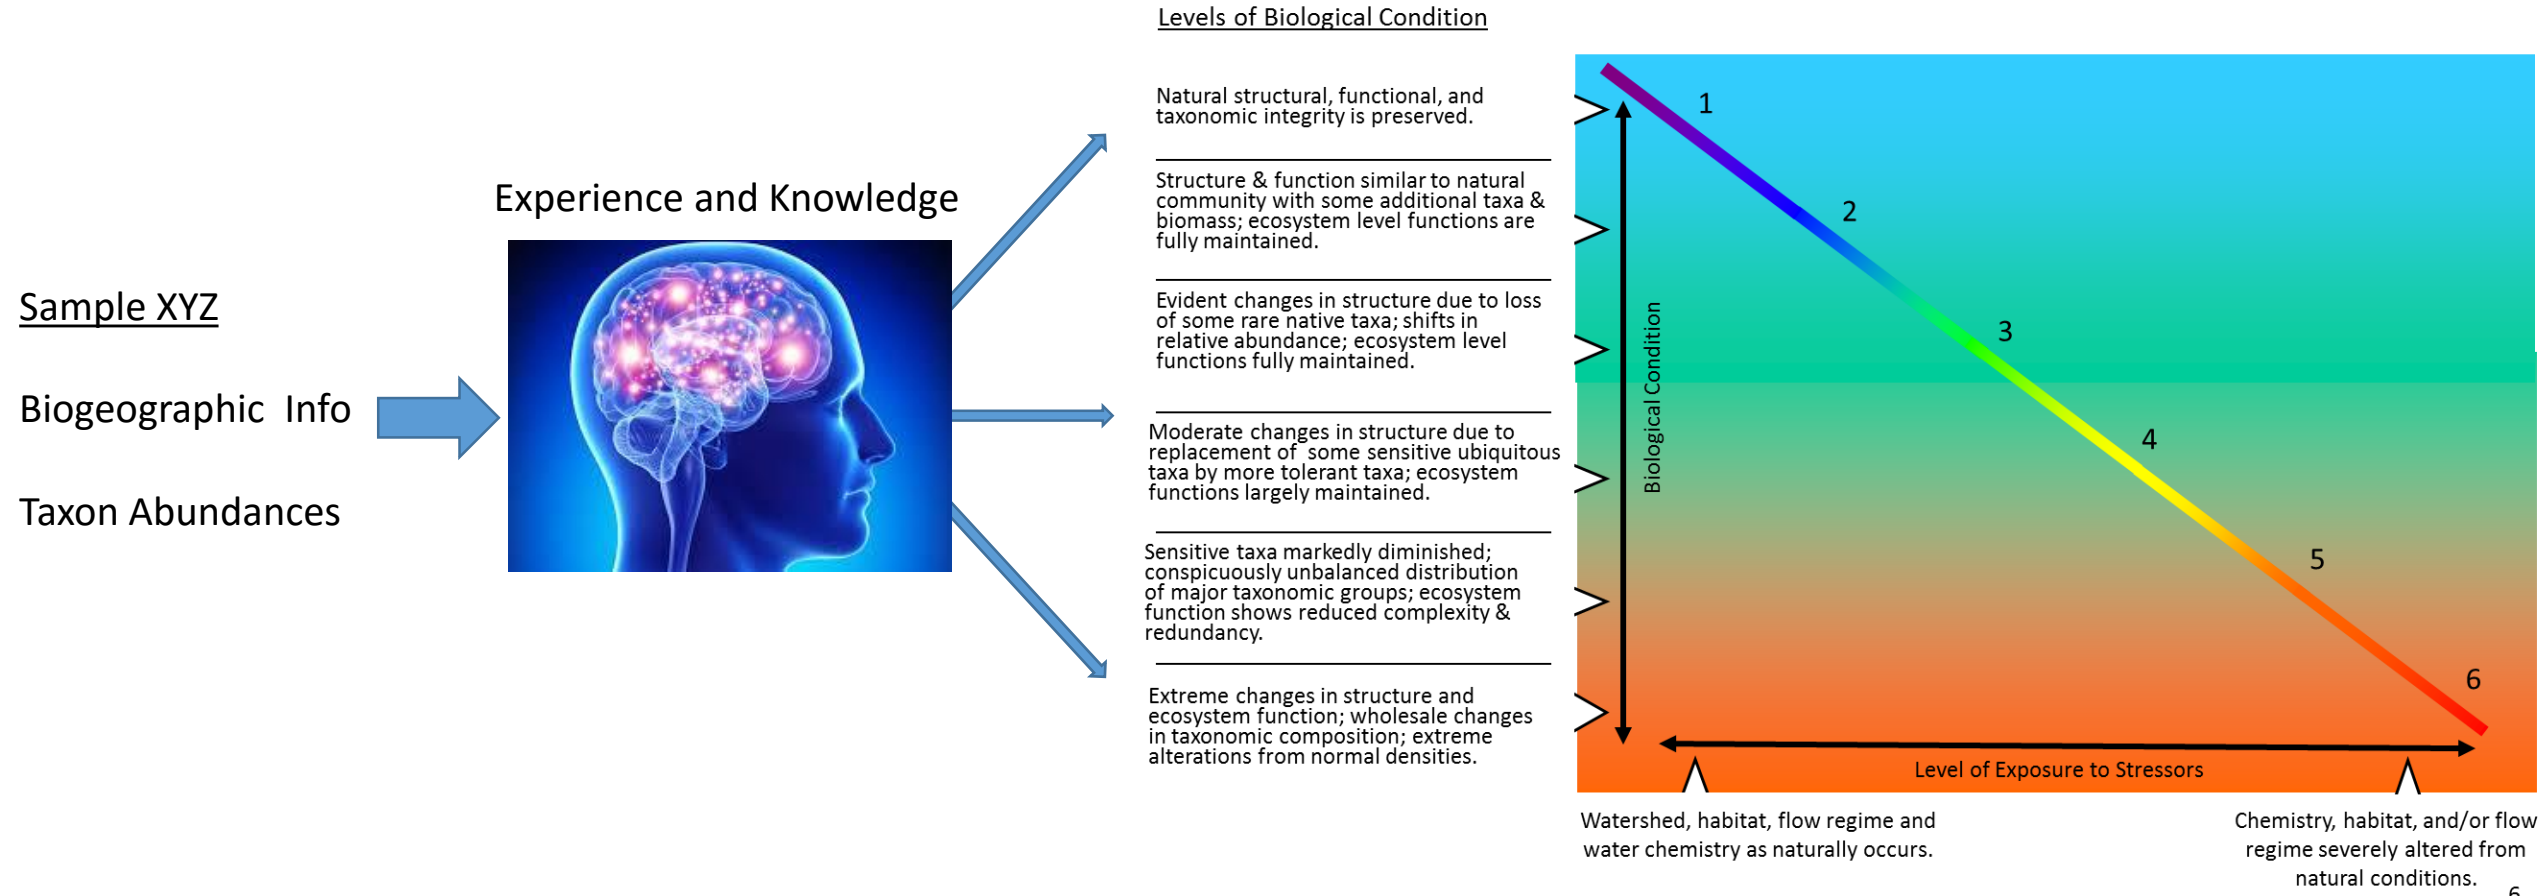 Levels of Biological Condition
Experience and Knowledge
Sample XYZ
Biogeographic Info
Taxon Abundances
Natural structural, functional, and
taxonomic integrity is preserved.
Structure & function similar to natural
community with some additional taxa &
biomass; ecosystem level functions are
fully maintained.
Evident changes in structure due to loss
of some rare native taxa; shifts in
relative abundance; ecosystem level
functions fully maintained.
Moderate changes in structure due to
replacement of some sensitive ubiquitous
taxa by more tolerant taxa; ecosystem
functions largely maintained.
Sensitive taxa markedly diminished;
conspicuously unbalanced distribution
of major taxonomic groups; ecosystem
function shows reduced complexity &
redundancy.
Extreme changes in structure and
ecosystem function; wholesale changes
in taxonomic composition; extreme
alterations from normal densities.
1
2
3
4
5
6
Biological Condition
Level of Exposure to Stressors
Watershed, habitat, flow regime and
water chemistry as naturally occurs.
Chemistry, habitat, and/or flow
regime severely altered from
natural conditions.
6